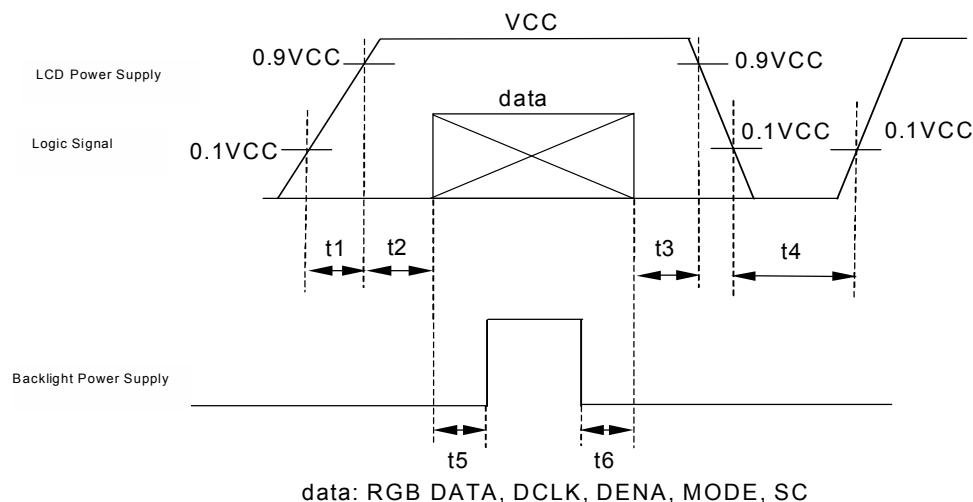 VCC
LCD Power Supply
0.9VCC
0.9VCC
data
Logic Signal
0.1VCC
0.1VCC
0.1VCC
t1
t2
t3
t4
Backlight Power Supply
t5
t6
data: RGB DATA, DCLK, DENA, MODE, SC